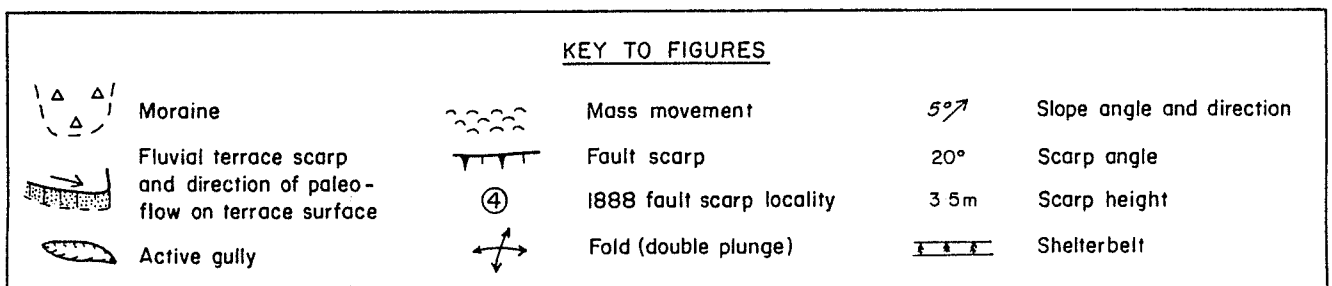 KEY TO FIGURES
Moraine
Fluvial terrace scarp
and direction of paleo-
flow on terrace surface
Active gully
Mass movement
Fault scarp
④ 1888 fault scarp locality
Fold (double plunge)
5° Slope angle and direction
20° Scarp angle
3 5m Scarp height
Shelterbelt